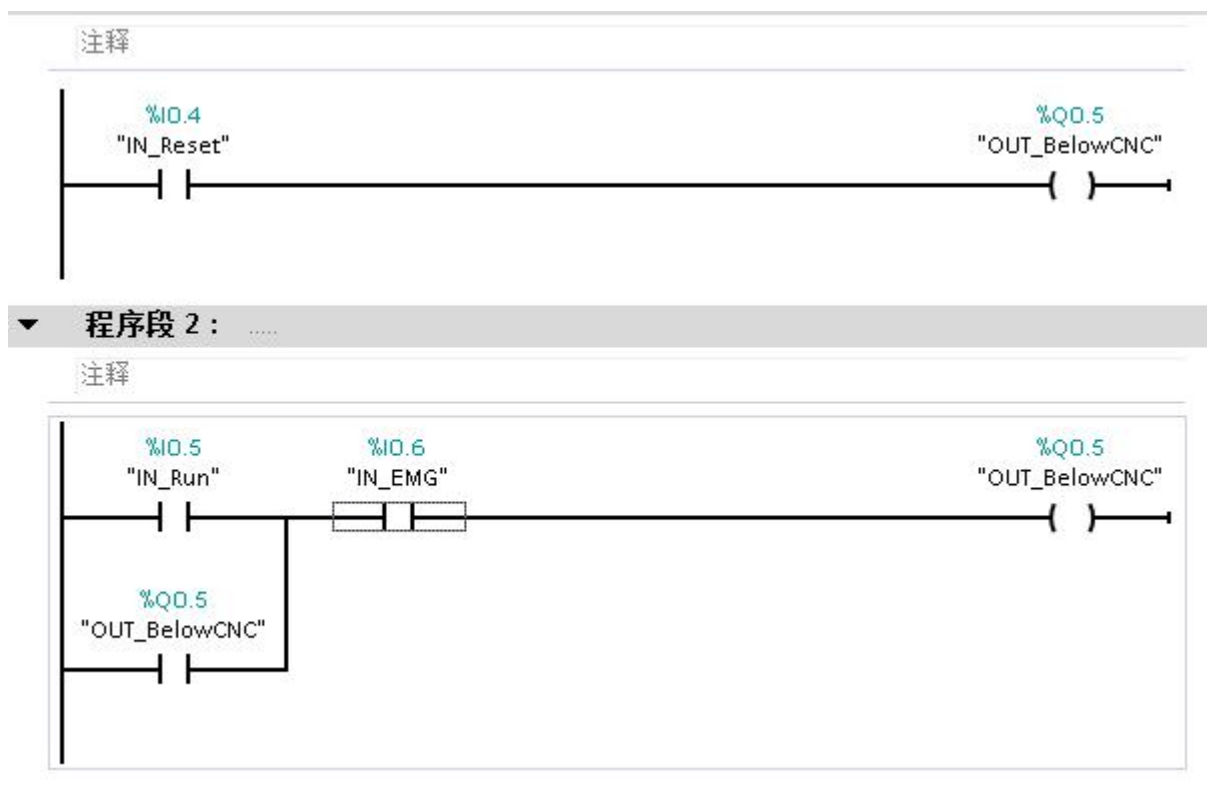 注释
%I0.4
"IN_Reset"
%Q0.5
"OUT_BelowCNC"
程序段 2： .....
注释
%I0.5
"IN_Run"
%I0.6
"IN_EMG"
%Q0.5
"OUT_BelowCNC"
%Q0.5
"OUT_BelowCNC"